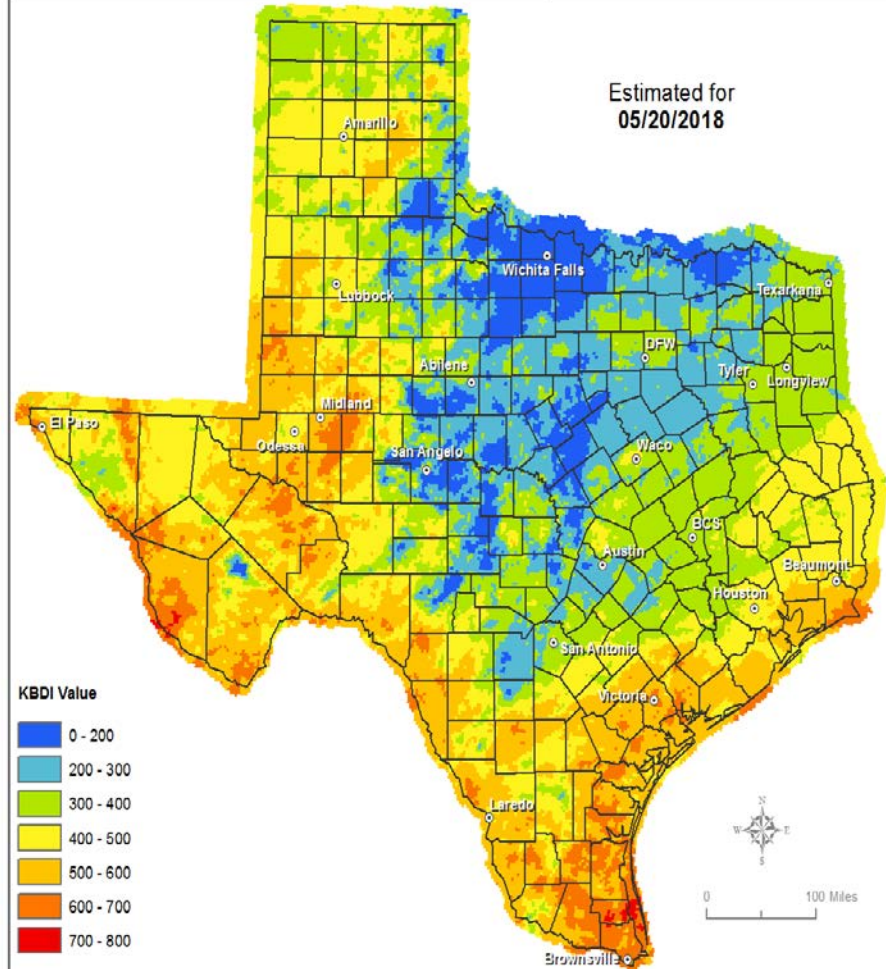 Estimated for
05/20/2018
Amarillo
Wichita Falls
Texarkana
Lubbock
DFW
Abilene
Tyler
Longview
Midland
El Paso
Odessa
San Angelo
Waco
BCS
Austin
Beaumont
Houston
San Antonio
Victoria
Laredo
Brownsville
KBDI Value
0 - 200
200 - 300
300 - 400
400 - 500
500 - 600
600 - 700
700 - 800
N
W E
S
0 100 Miles